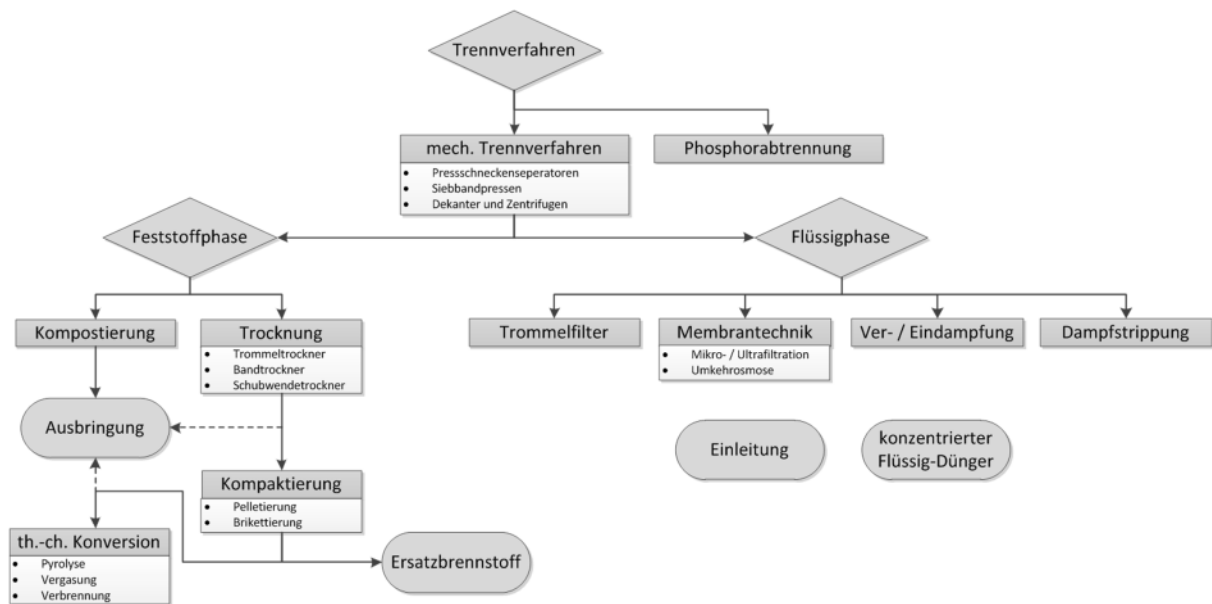 Trennverfahren
mech. Trennverfahren
• Pressschneckenseperatoren
• Siebbandpressen
• Dekanter und Zentrifugen
Phosphorabtrennung
Feststoffphase
Flüssigphase
Kompostierung
Trocknung
• Trommeltrockner
• Bandtrockner
• Schubwendetrockner
Trommelfilter
Membrantechnik
• Mikro- / Ultrafiltration
• Umkehrosmose
Ver- / Eindampfung
Dampfstrippung
Ausbringung
Einleitung
konzentrierter
Flüssig-Dünger
Kompaktierung
• Pelletierung
• Brikettierung
th.-ch. Konversion
• Pyrolyse
• Vergasung
• Verbrennung
Ersatzbrennstoff